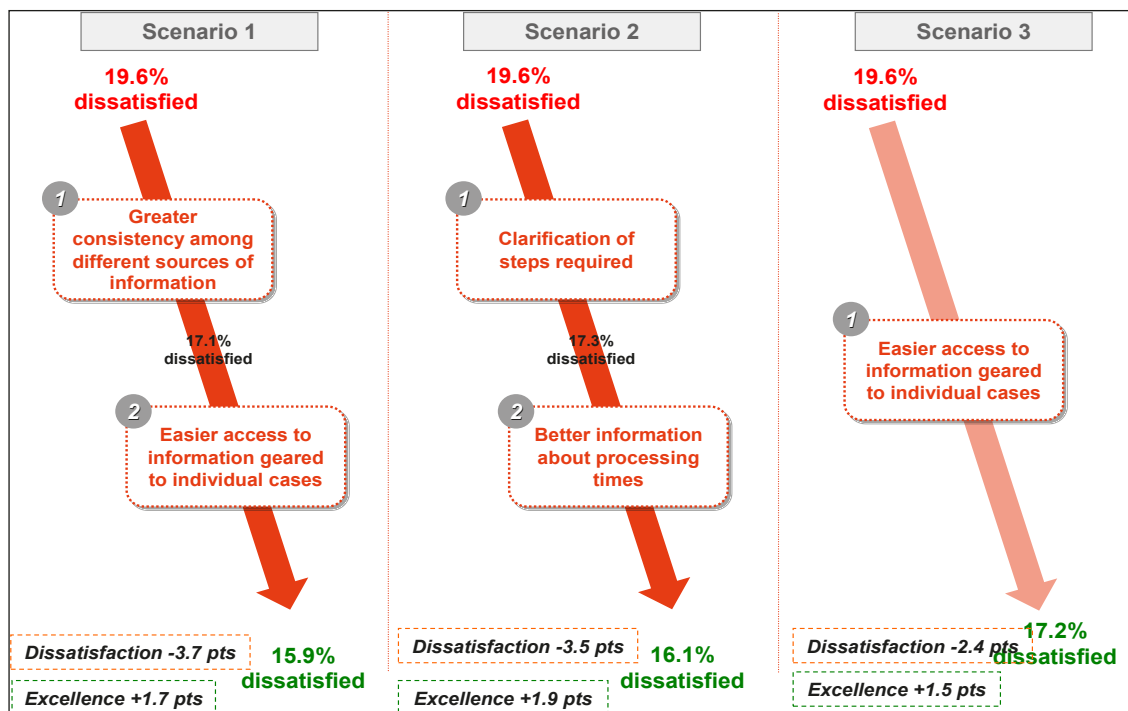 Scenario 1
19.6%
dissatisfied
1
Greater
consistency among
different sources of
information
17.1%
dissatisfied
2
Easier access to
information geared
to individual cases
Dissatisfaction -3.7 pts
15.9%
dissatisfied
Excellence +1.7 pts
Scenario 2
19.6%
dissatisfied
1
Clarification of
steps required
17.3%
dissatisfied
2
Better information
about processing
times
Dissatisfaction -3.5 pts
16.1%
dissatisfied
Excellence +1.9 pts
Scenario 3
19.6%
dissatisfied
1
Easier access to
information geared
to individual cases
17.2%
dissatisfied
Dissatisfaction -2.4 pts
Excellence +1.5 pts